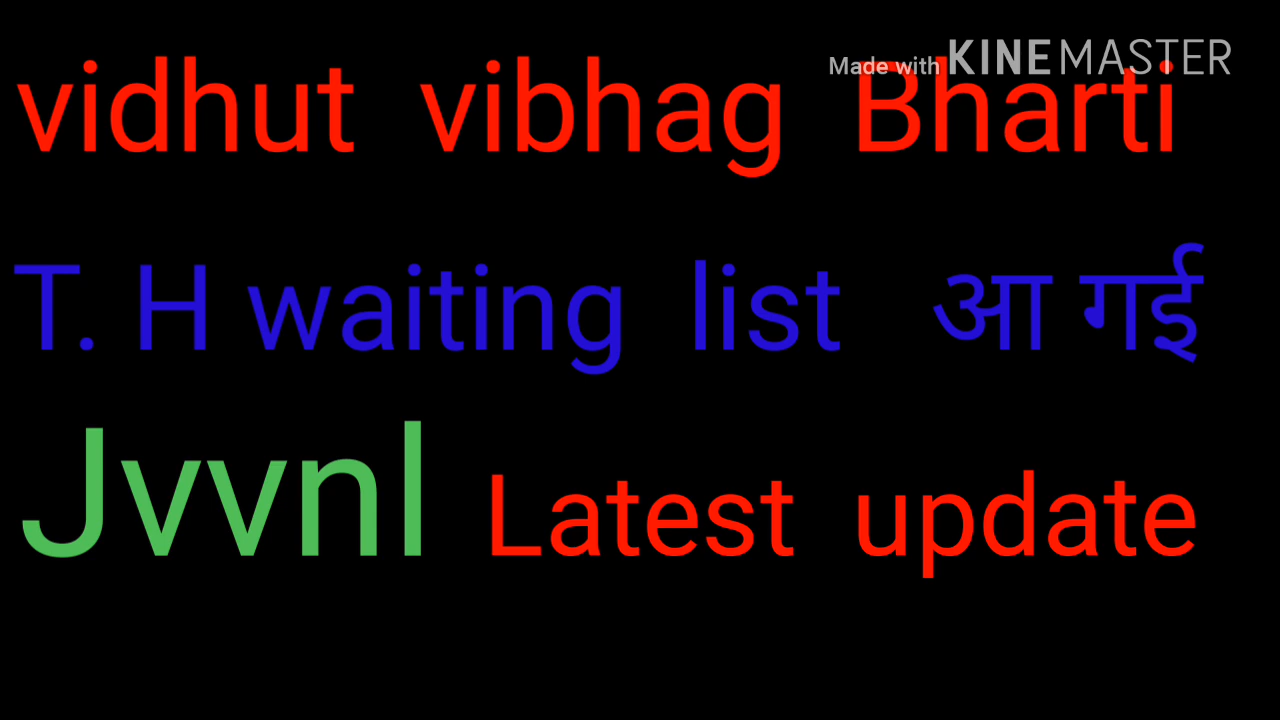 Made with KINEMASTER
vidhut vibhag Bharti
T. H waiting list आ गई
Jvvnl Latest update